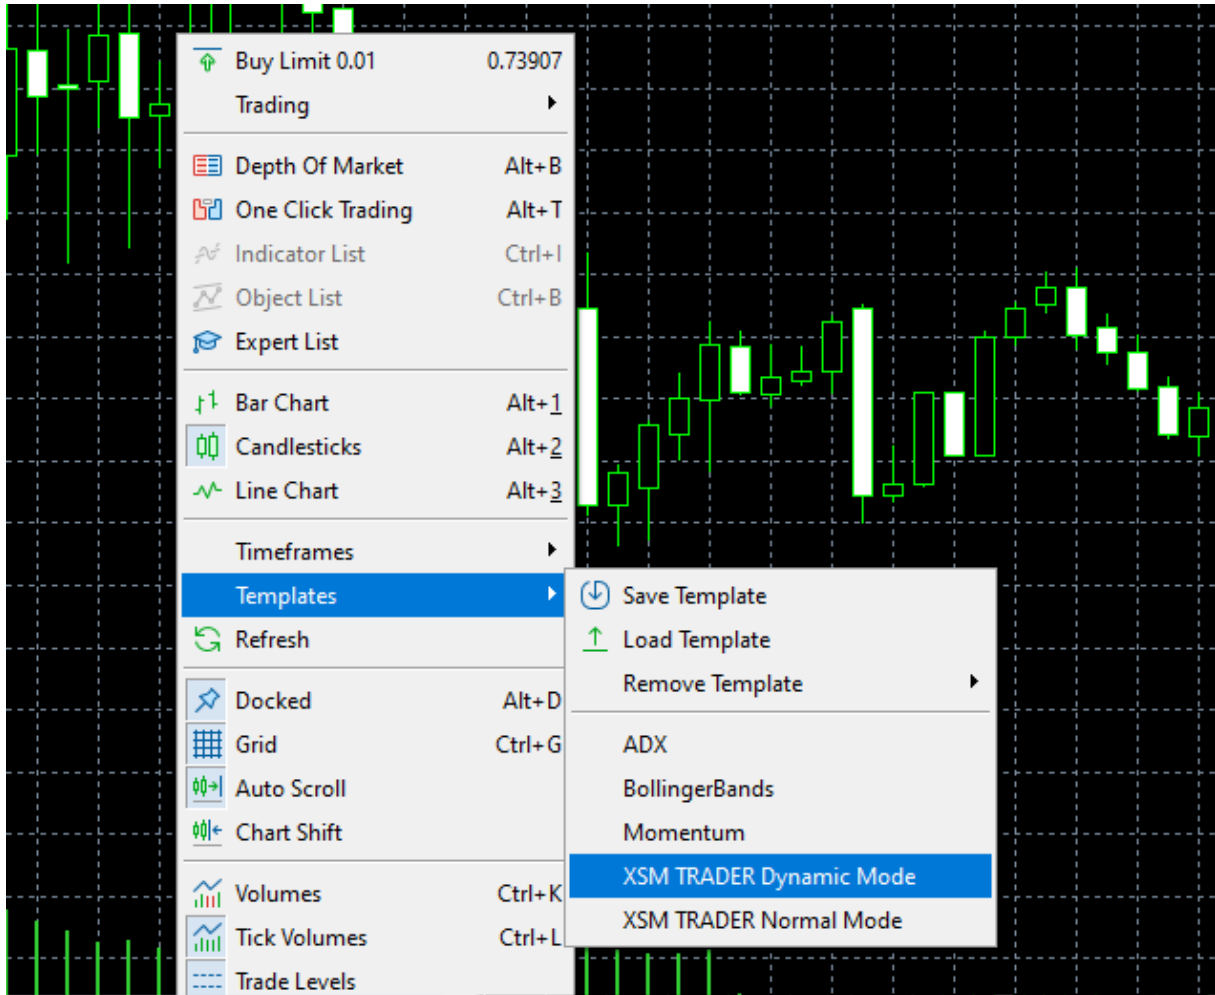 Buy Limit 0.01 0.73907
Trading
Depth Of Market Alt+B
One Click Trading Alt+T
Indicator List Ctrl+I
Object List Ctrl+B
Expert List
Bar Chart Alt+1
Candlesticks Alt+2
Line Chart Alt+3
Timeframes
Templates
Refresh
Docked Alt+D
Grid Ctrl+G
Auto Scroll
Chart Shift
Volumes Ctrl+K
Tick Volumes Ctrl+L
Trade Levels
Save Template
Load Template
Remove Template
ADX
BollingerBands
Momentum
XSM TRADER Dynamic Mode
XSM TRADER Normal Mode